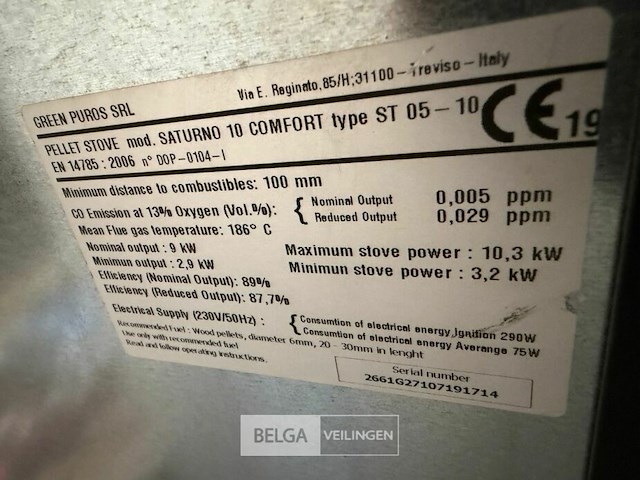 GREEN PUROS SRL
Via E. Reginato,85/H;31100-Treviso-Italy
PELLET STOVE mod. SATURNO 10 COMFORT type ST 05-10
EN 14785 : 2006 n° DOP-0104-I
CE 19
Minimum distance to combustibles: 100 mm
CO Emission at 13% Oxygen (Vol.%): { Nominal Output 0,005 ppm
Reduced Output 0,029 ppm
Mean Flue gas temperature: 186° C
Nominal output : 9 kW
Minimun output : 2,9 kW
Maximum stove power : 10,3 kW
Minimun stove power : 3,2 kW
Efficiency (Nominal Output): 89%
Efficiency (Reduced Output): 87,7%
Electrical Supply (230V/50Hz) : { Consumtion of electrical energy,Ignition 290W
Consumtion of electrical energy Averange 75W
Recommended Fuel : Wood pellets, diameter 6mm, 20 - 30mm in lenght
Use only with recommended fuel
Read and follow operating instructions.
Serial number
2661G27107191714
BELGA VEILINGEN